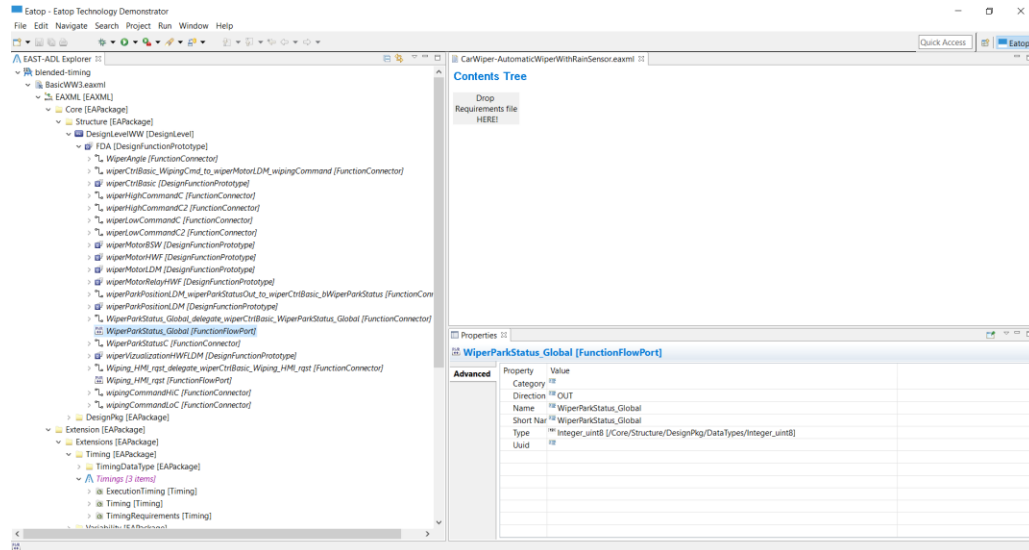 Eatop - Eatop Technology Demonstrator
File Edit Navigate Search Project Run Window Help
Quick Access
Eatop
EAST-ADL Explorer
blended-timing
BasicWW3.eaxml
EAXML [EAXML]
Core [EAPackage]
Structure [EAPackage]
DesignLevelWW [DesignLevel]
FDA [DesignFunctionPrototype]
WiperAngle [FunctionConnector]
wiperCtrlBasic_WipingCmd_to_wiperMotorLDM_wipingCommand [FunctionConnector]
wiperCtrlBasic [DesignFunctionPrototype]
wiperHighCommandC [FunctionConnector]
wiperHighCommandC2 [FunctionConnector]
wiperLowCommandC [FunctionConnector]
wiperLowCommandC2 [FunctionConnector]
wiperMotorBSW [DesignFunctionPrototype]
wiperMotorHWF [DesignFunctionPrototype]
wiperMotorLDM [DesignFunctionPrototype]
wiperMotorRelayHWF [DesignFunctionPrototype]
wiperParkPositionLDM_wiperParkStatusOut_to_wiperCtrlBasic_bWiperParkStatus [FunctionConn
wiperParkPositionLDM [DesignFunctionPrototype]
WiperParkStatus_Global_delegate_wiperCtrlBasic_WiperParkStatus_Global [FunctionConnector]
WiperParkStatus_Global [FunctionFlowPort]
WiperParkStatusC [FunctionConnector]
wiperVizualizationHWFLDM [DesignFunctionPrototype]
Wiping_HMI_rqst_delegate_wiperCtrlBasic_Wiping_HMI_rqst [FunctionConnector]
Wiping_HMI_rqst [FunctionFlowPort]
wipingCommandHiC [FunctionConnector]
wipingCommandLoC [FunctionConnector]
DesignPkg [EAPackage]
Extension [EAPackage]
Extensions [EAPackage]
Timing [EAPackage]
TimingDataType [EAPackage]
Timings [3 items]
ExecutionTiming [Timing]
Timing [Timing]
TimingRequirements [Timing]
Variability [EAPackage]
CarWiper-AutomaticWiperWithRainSensor.eaxml
Contents Tree
Drop
Requirements file
HERE!
Properties
WiperParkStatus_Global [FunctionFlowPort]
Advanced
Property Value
Category
Direction OUT
Name WiperParkStatus_Global
Short Nar WiperParkStatus_Global
Type Integer_uint8 [/Core/Structure/DesignPkg/DataTypes/Integer_uint8]
Uuid